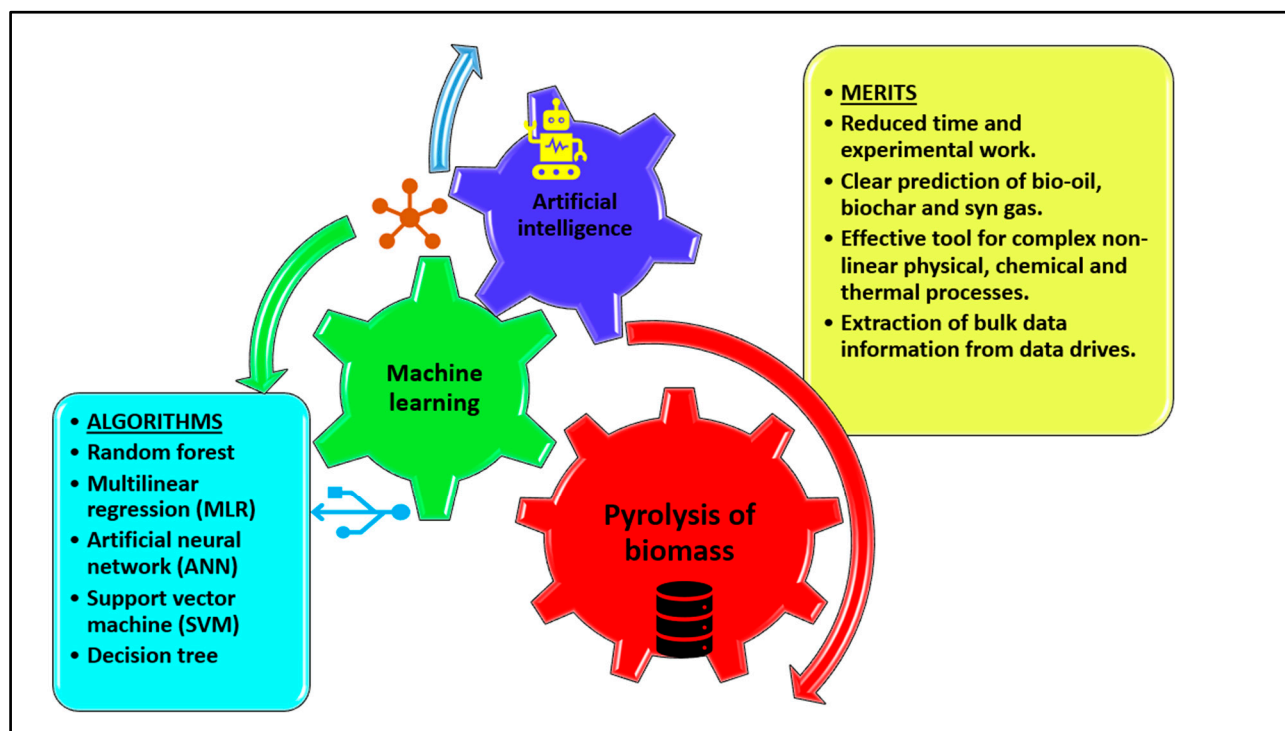 Artificial
intelligence
Machine
learning
Pyrolysis of
biomass
• MERITS
• Reduced time and
experimental work.
• Clear prediction of bio-oil,
biochar and syn gas.
• Effective tool for complex non-
linear physical, chemical and
thermal processes.
• Extraction of bulk data
information from data drives.
• ALGORITHMS
• Random forest
• Multilinear
regression (MLR)
• Artificial neural
network (ANN)
• Support vector
machine (SVM)
• Decision tree